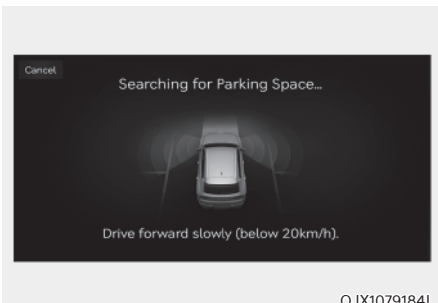 Cancel
Searching for Parking Space...
Drive forward slowly (below 20km/h).
OJX1079184L